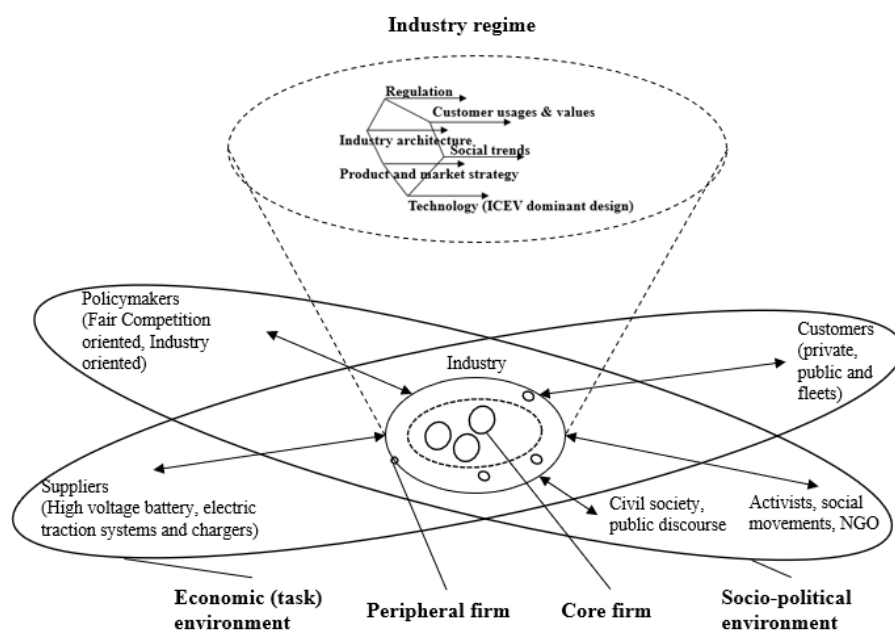 Industry regime
Regulation
Customer usages & values
Industry architecture
Social trends
Product and market strategy
Technology (ICEV dominant design)
Policymakers
(Fair Competition
oriented, Industry
oriented)
Customers
(private,
public and
fleets)
Industry
Suppliers
(High voltage battery, electric
traction systems and chargers)
Civil society,
public discourse
Activists, social
movements, NGO
Economic (task)
environment
Peripheral firm
Core firm
Socio-political
environment